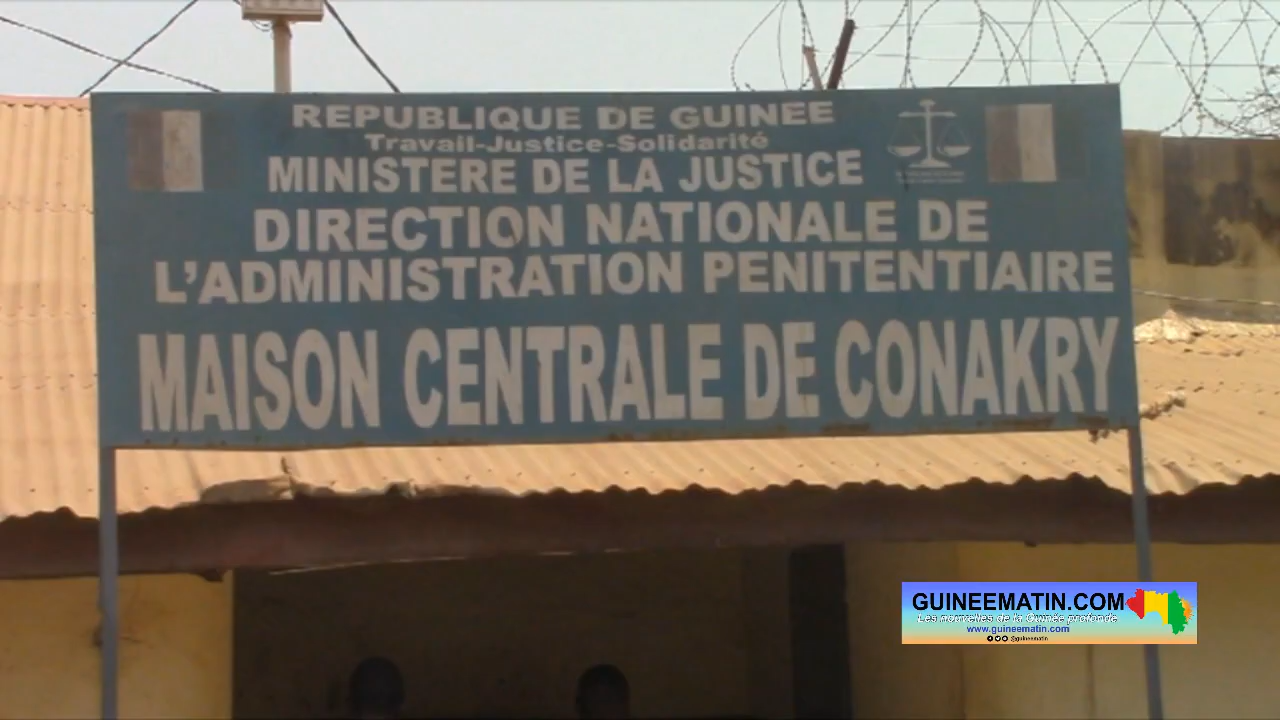 REPUBLIQUE DE GUINEE
Travail-Justice-Solidarité
MINISTERE DE LA JUSTICE
DIRECTION NATIONALE DE
L'ADMINISTRATION PENITENTIAIRE
MAISON CENTRALE DE CONAKRY
GUINEEMATIN.COM
Les nouvelles de la Guinée profonde
www.guineematin.com
@guineematin